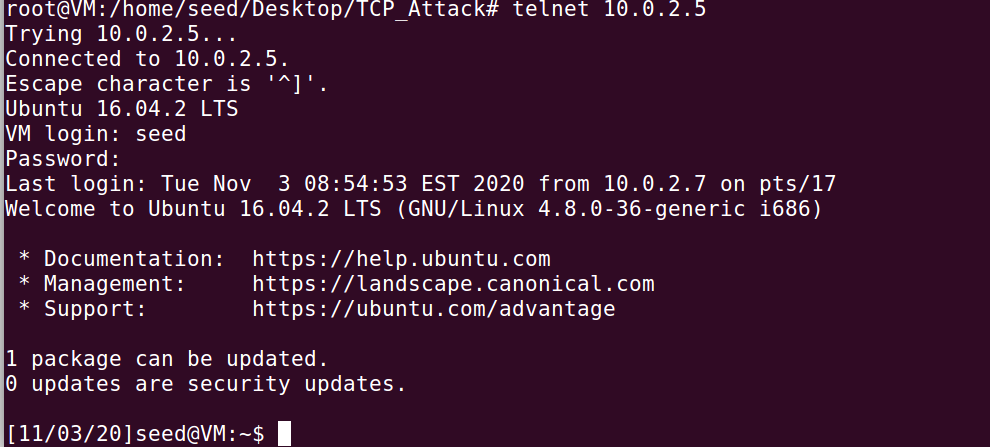 root@VM:/home/seed/Desktop/TCP_Attack# telnet 10.0.2.5
Trying 10.0.2.5...
Connected to 10.0.2.5.
Escape character is '^]'.
Ubuntu 16.04.2 LTS
VM login: seed
Password:
Last login: Tue Nov  3 08:54:53 EST 2020 from 10.0.2.7 on pts/17
Welcome to Ubuntu 16.04.2 LTS (GNU/Linux 4.8.0-36-generic i686)
 * Documentation:  https://help.ubuntu.com
 * Management:     https://landscape.canonical.com
 * Support:        https://ubuntu.com/advantage
1 package can be updated.
0 updates are security updates.
[11/03/20]seed@VM:~$